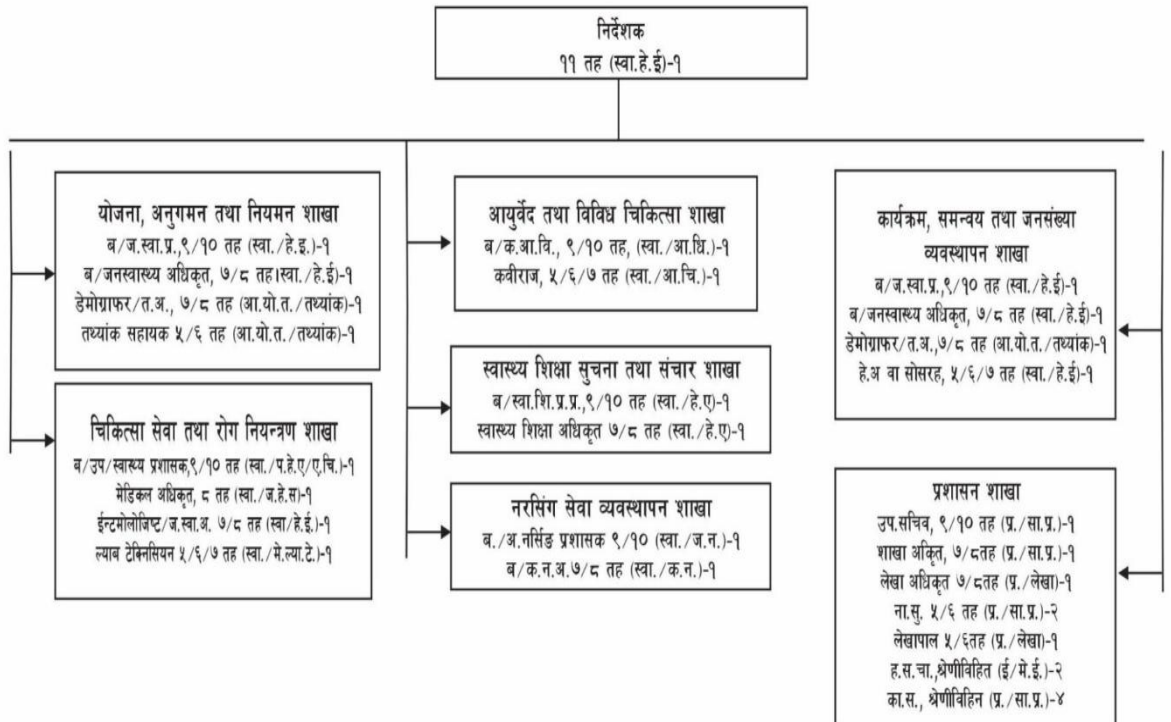 निर्देशक
११ तह (स्वा.हे.ई)-१
योजना, अनुगमन तथा नियमन शाखा
ब/ज.स्वा.प्र.,९/१० तह (स्वा./हे.इ.)-१
ब/जनस्वास्थ्य अधिकृत, ७/८ तह।स्वा./हे.ई)-१
डेमोग्राफर/त.अ., ७/८ तह (आ.यो.त./तथ्यांक)-१
तथ्यांक सहायक ५/६ तह (आ.यो.त./तथ्यांक)-१
चिकित्सा सेवा तथा रोग नियन्त्रण शाखा
ब/उप/स्वास्थ्य प्रशासक,९/१० तह (स्वा./प.हे.ए/ए.चि.)-१
मेडिकल अधिकृत, ८ तह (स्वा./ज.हे.स)-१
ईन्टमोलोजिष्ट/ज.स्वा.अ. ७/८ तह (स्वा/हे.ई.)-१
ल्याब टेक्निसियन ५/६/७ तह (स्वा./मे.ल्या.टे.)-१
आयुर्वेद तथा विविध चिकित्सा शाखा
ब/क.आ.वि., ९/१० तह, (स्वा./आ.धि.)-१
कवीराज, ५/६/७ तह (स्वा./आ.चि.)-१
स्वास्थ्य शिक्षा सुचना तथा संचार शाखा
ब/स्वा.शि.प्र.प्र.,९/१० तह (स्वा./हे.ए)-१
स्वास्थ्य शिक्षा अधिकृत ७/८ तह (स्वा./हे.ए)-१
नरसिंग सेवा व्यवस्थापन शाखा
ब./अ.नर्सिङ प्रशासक ९/१० (स्वा./ज.न.)-१
ब/क.न.अ.७/८ तह (स्वा./क.न.)-१
कार्यक्रम, समन्वय तथा जनसंख्या
व्यवस्थापन शाखा
ब/ज.स्वा.प्र.,९/१० तह (स्वा./हे.ई)-१
ब/जनस्वास्थ्य अधिकृत, ७/८ तह (स्वा./हे.ई)-१
डेमोग्राफर/त.अ.,७/८ तह (आ.यो.त./तथ्यांक)-१
हे.अ वा सोसरह, ५/६/७ तह (स्वा./हे.ई)-१
प्रशासन शाखा
उप.सचिव, ९/१० तह (प्र./सा.प्र.)-१
शाखा अकृित, ७/८तह (प्र./सा.प्र.)-१
लेखा अधिकृत ७/८तह (प्र./लेखा)-१
ना.सु. ५/६ तह (प्र./सा.प्र.)-२
लेखापाल ५/६तह (प्र./लेखा)-१
ह.स.चा.,श्रेणीविहित (ई/मे.ई.)-२
का.स., श्रेणीविहिन (प्र./सा.प्र.)-४